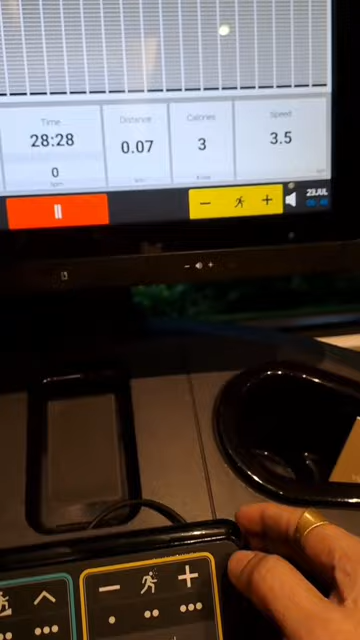 Time
Distance
Calories
Speed
28:28
0.07
3
3.5
0
23JUL
− +
− +
− +